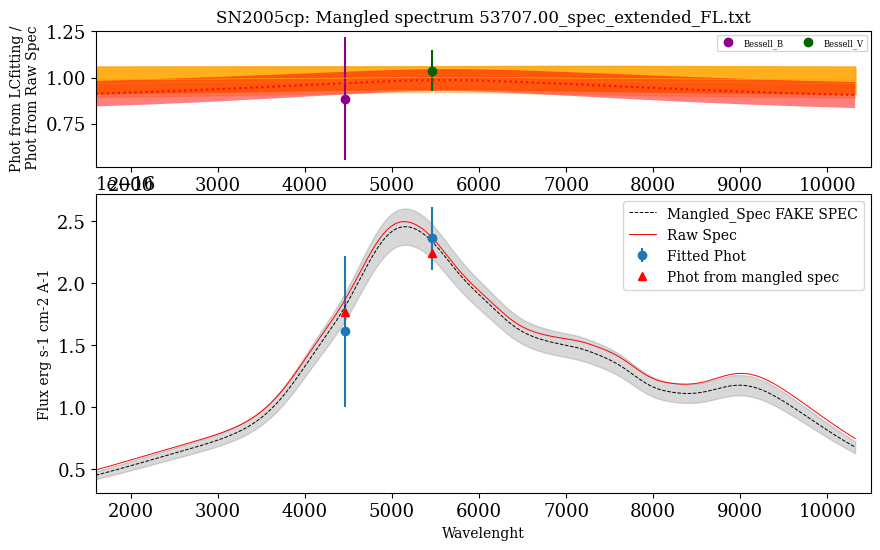 SN2005cp: Mangled spectrum 53707.00_spec_extended_FL.txt
Phot from LCfitting /
Phot from Raw Spec
1.25
1.00
0.75
Bessell_B
Bessell_V
2000 3000 4000 5000 6000 7000 8000 9000 10000
1e−16
Flux erg s-1 cm-2 A-1
2.5
2.0
1.5
1.0
0.5
Mangled_Spec FAKE SPEC
Raw Spec
Fitted Phot
Phot from mangled spec
2000 3000 4000 5000 6000 7000 8000 9000 10000
Wavelenght